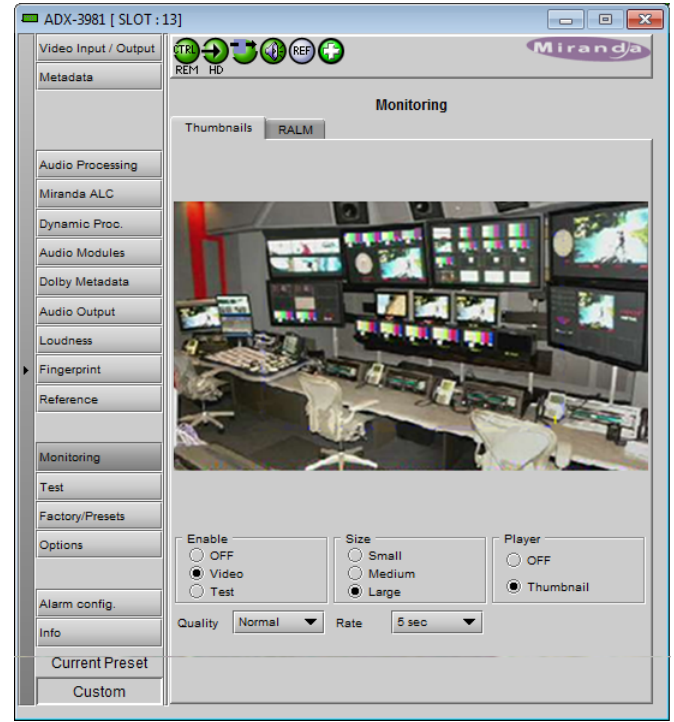 ADX-3981 [ SLOT : 13]
Video Input / Output
Metadata
Audio Processing
Miranda ALC
Dynamic Proc.
Audio Modules
Dolby Metadata
Audio Output
Loudness
Fingerprint
Reference
Monitoring
Test
Factory/Presets
Options
Alarm config.
Info
Current Preset
Custom
CTRL
REF
REM HD
Miranda
Monitoring
Thumbnails RALM
Enable
OFF
Video
Test
Size
Small
Medium
Large
Player
OFF
Thumbnail
Quality Normal Rate 5 sec